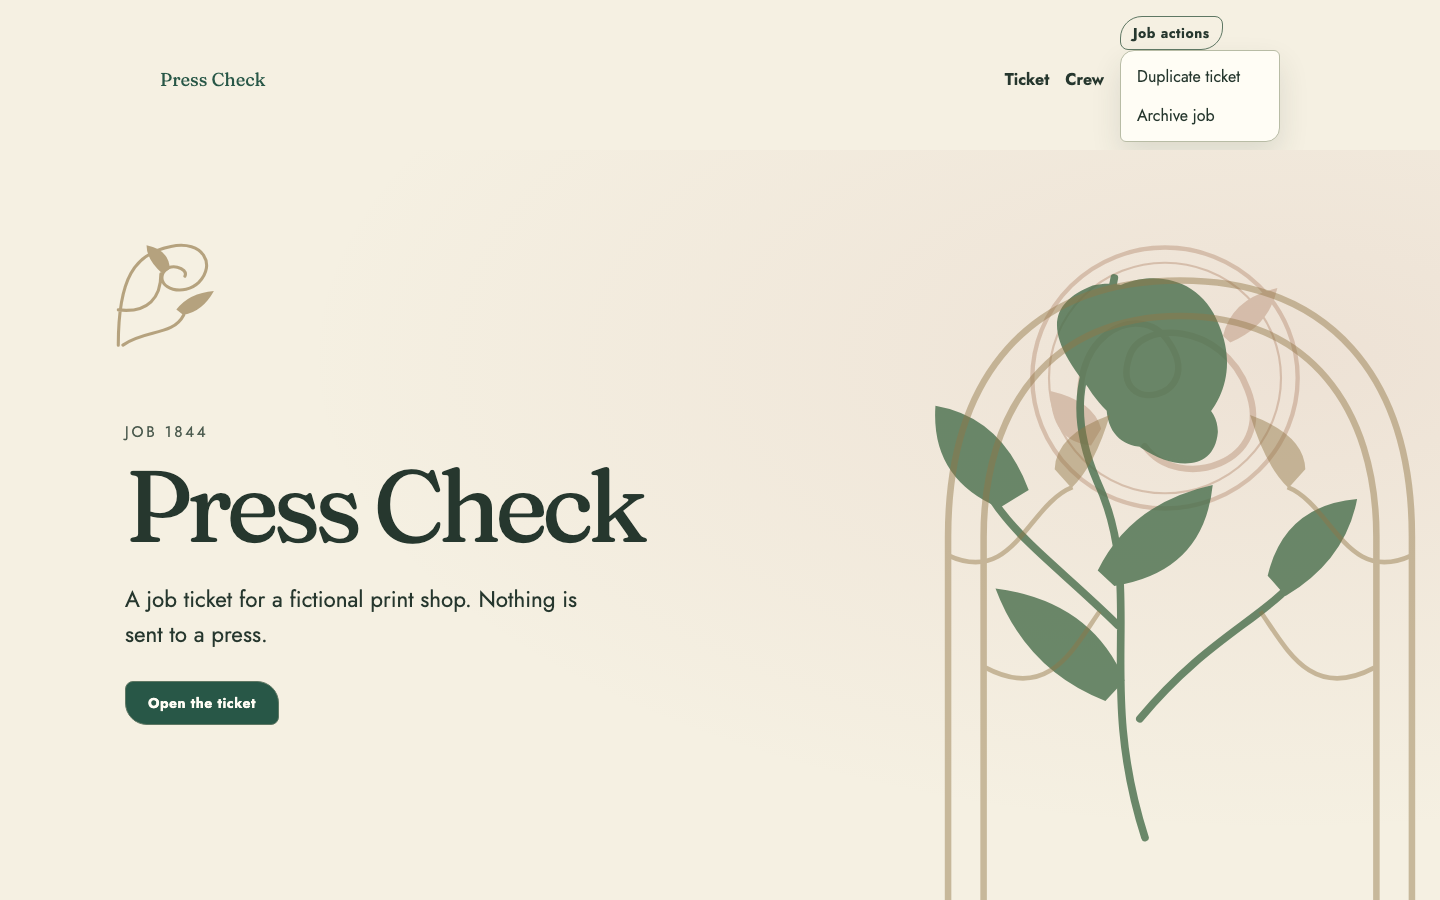 Press Check
Ticket
Crew
Job actions
Duplicate ticket
Archive job
JOB 1844
Press Check
A job ticket for a fictional print shop. Nothing is
sent to a press.
Open the ticket